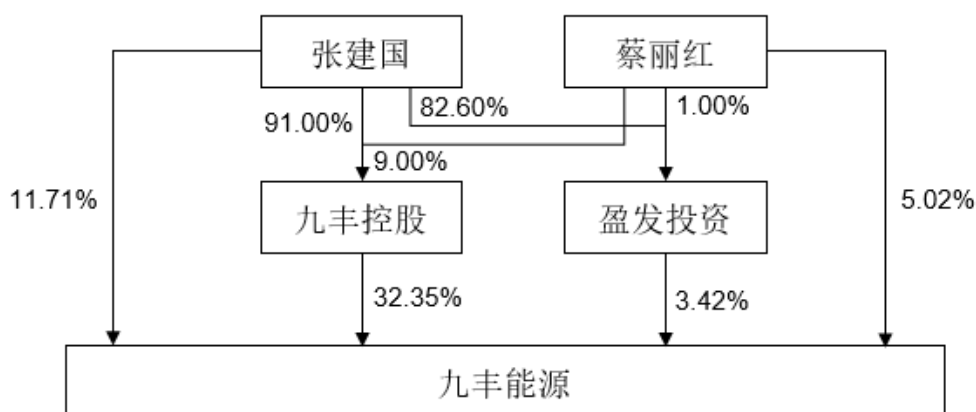 张建国
蔡丽红
82.60%
1.00%
91.00%
9.00%
11.71%
5.02%
九丰控股
盈发投资
32.35%
3.42%
九丰能源